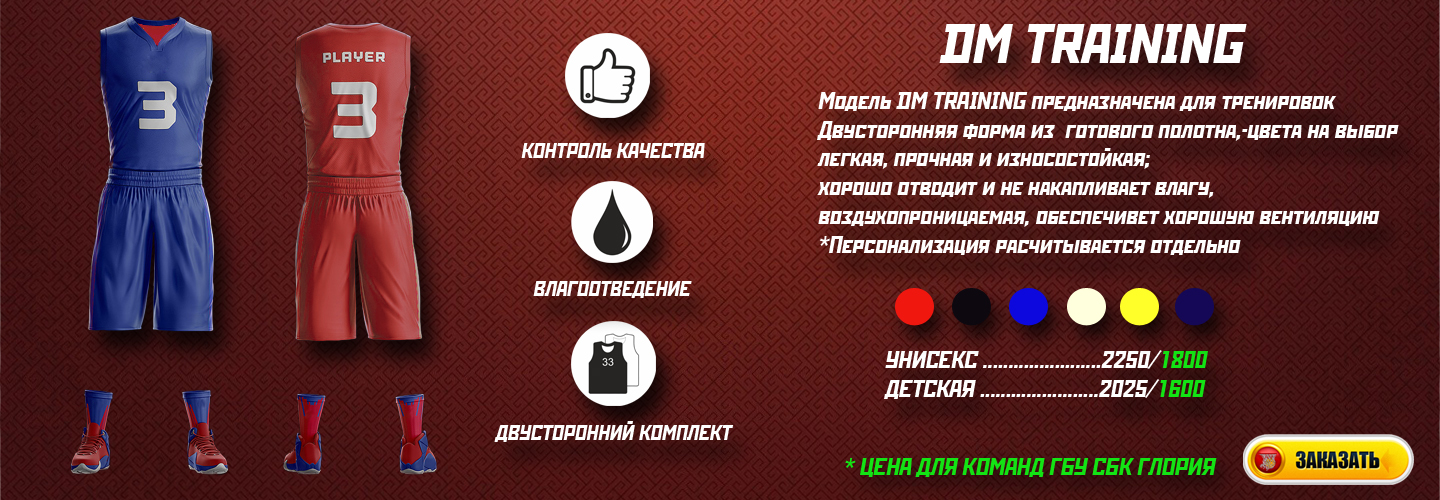 3
PLAYER
3
КОНТРОЛЬ КАЧЕСТВА
ВЛАГООТВЕДЕНИЕ
33
ДВУСТОРОННИЙ КОМПЛЕКТ
DM TRAINING
Модель DM TRAINING предназначена для тренировок
Двусторонняя форма из готового полотна,-цвета на выбор
легкая, прочная и износостойкая;
хорошо отводит и не накапливает влагу,
воздухопроницаемая, обеспечивет хорошую вентиляцию
*Персонализация расчитывается отдельно
УНИСЕКС .......................2250/1800
ДЕТСКАЯ .......................2025/1600
* ЦЕНА ДЛЯ КОМАНД ГБУ СБК ГЛОРИЯ
ЗАКАЗАТЬ